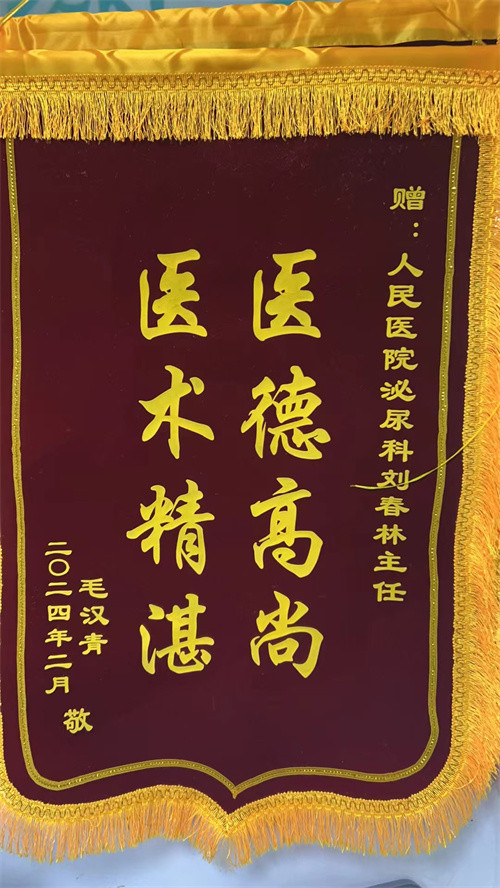 赠：人民医院泌尿科刘春林主任
医德高尚
医术精湛
毛汉青
二〇二四年二月 敬